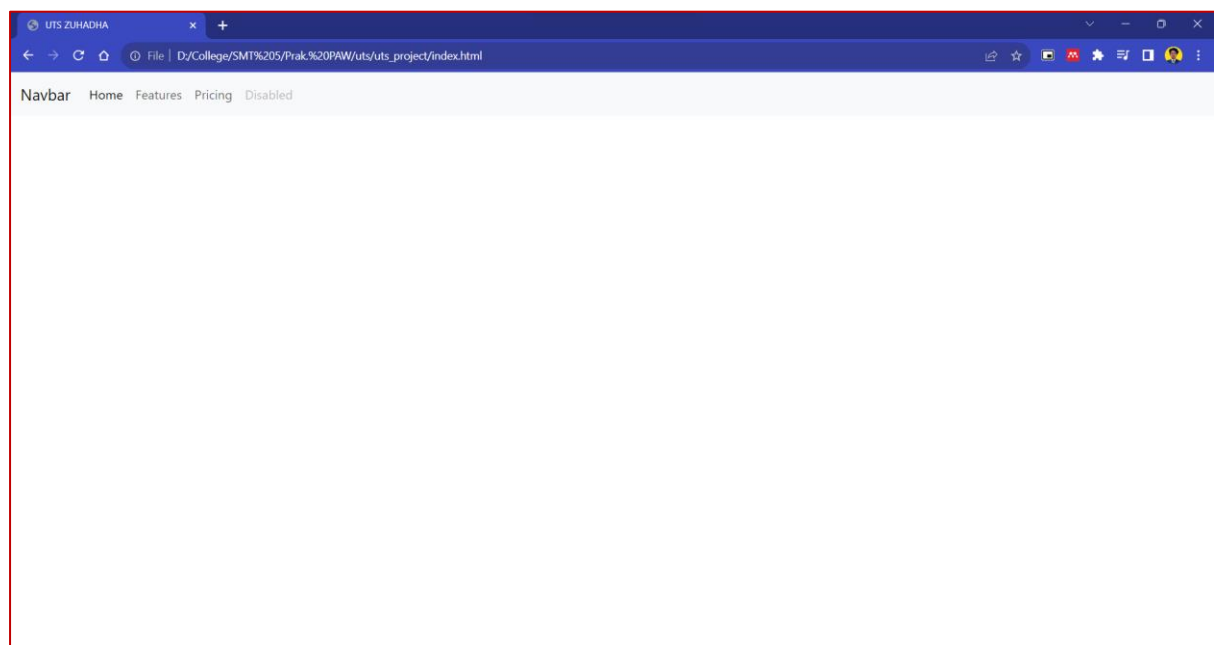 UTS ZUHADHA
File | D:/College/SMT%205/Prak.%20PAW/uts/uts_project/index.html
Navbar Home Features Pricing Disabled